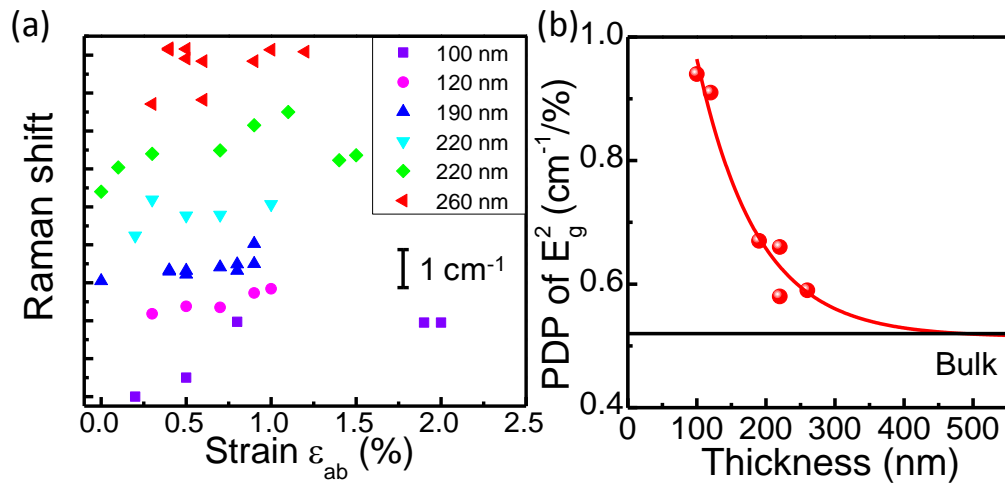 (a)
Raman shift
100 nm
120 nm
190 nm
220 nm
220 nm
260 nm
1 cm⁻¹
0.0 0.5 1.0 1.5 2.0 2.5
Strain εab (%)
(b)
PDP of E²g (cm⁻¹/%)
1.0
0.8
0.6
0.4
Bulk
0 100 200 300 400 500
Thickness (nm)